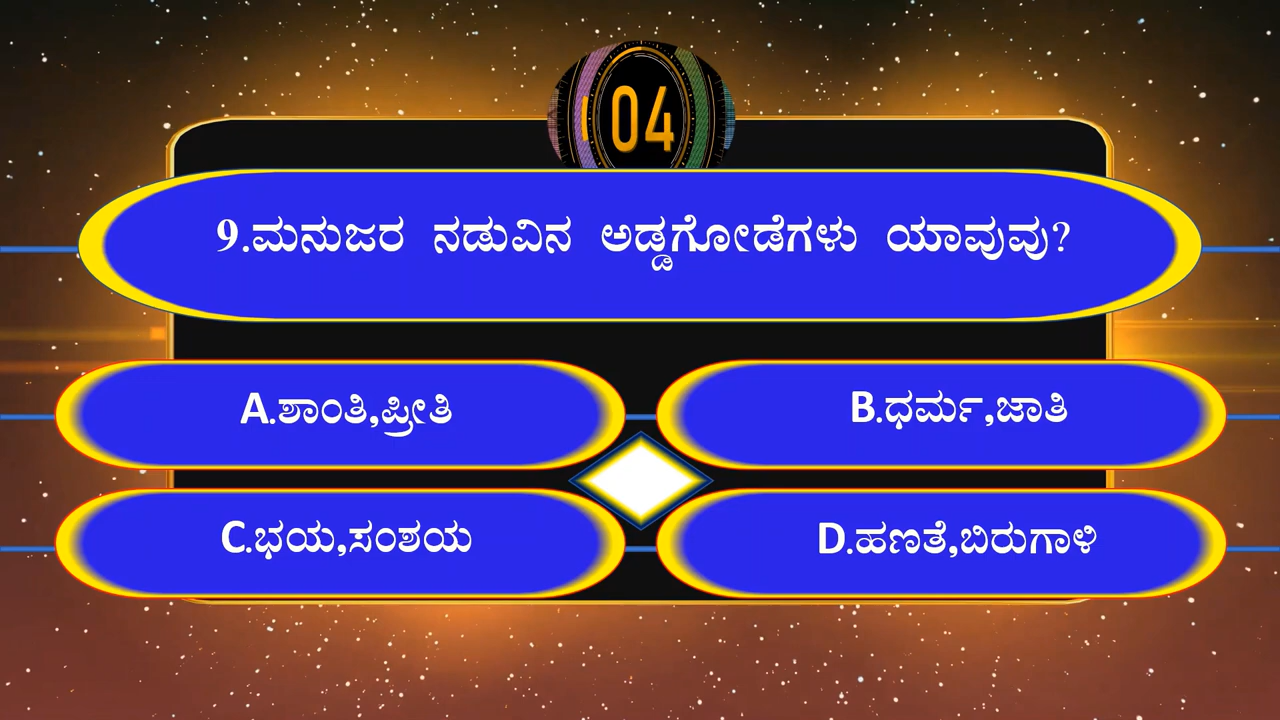 04
9.ಮನುಜರ ನಡುವಿನ ಅಡ್ಡಗೋಡೆಗಳು ಯಾವುವು?
A.ಶಾಂತಿ,ಪ್ರೀತಿ
B.ಧರ್ಮ,ಜಾತಿ
C.ಭಯ,ಸಂಶಯ
D.ಹಣತೆ,ಬಿರುಗಾಳಿ